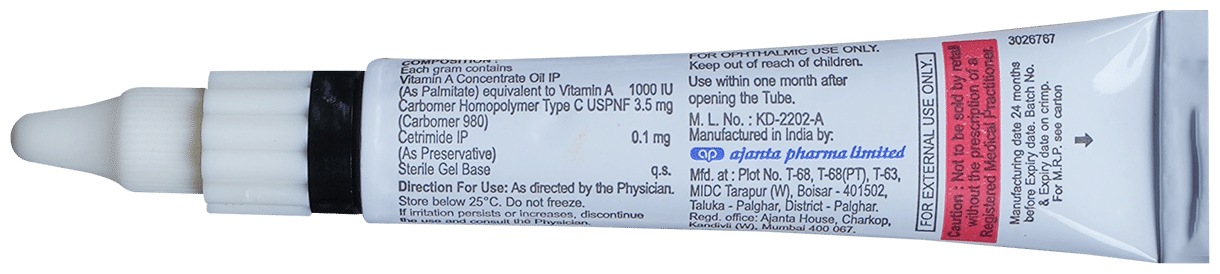 COMPOSITION :
Each gram contains
Vitamin A Concentrate Oil IP
(As Palmitate) equivalent to Vitamin A 1000 IU
Carbomer Homopolymer Type C USPNF 3.5 mg
(Carbomer 980)
Cetrimide IP 0.1 mg
(As Preservative)
Sterile Gel Base q.s.
Direction For Use: As directed by the Physician.
Store below 25°C. Do not freeze.
If irritation persists or increases, discontinue
the use and consult the Physician.
FOR OPHTHALMIC USE ONLY.
Keep out of reach of children.
Use within one month after
opening the Tube.
M. L. No. : KD-2202-A
Manufactured in India by:
ap ajanta pharma limited
Mfd. at : Plot No. T-68, T-68(PT), T-63,
MIDC Tarapur (W), Boisar - 401502,
Taluka - Palghar, District - Palghar.
Regd. office: Ajanta House, Charkop,
Kandivli (W), Mumbai 400 067.
FOR EXTERNAL USE ONLY.
Caution : Not to be sold by retail
without the prescription of a
Registered Medical Practitioner.
3026767
Manufacturing date 24 months
before Expiry date. Batch No.
& Expiry date on crimp.
For M.R.P. see carton